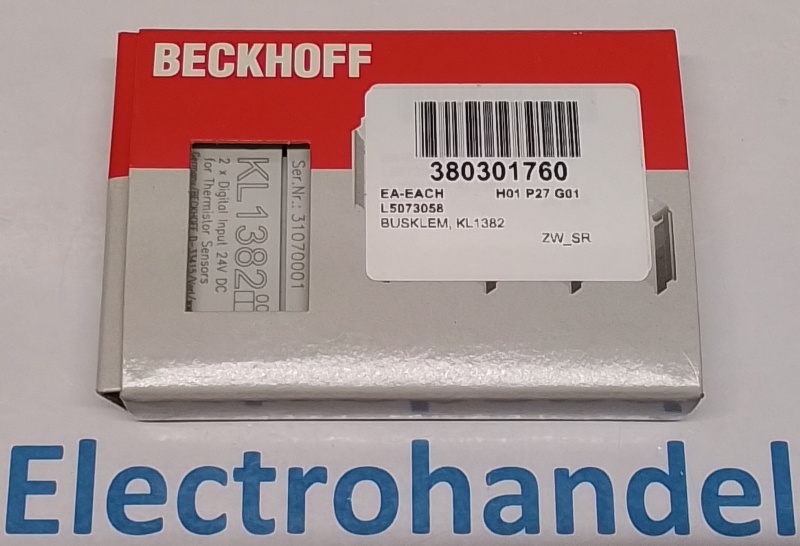 BECKHOFF
380301760
EA-EACH H01 P27 G01
L5073058
BUSKLEM, KL1382
ZW_SR
Ser.Nr.: 31070001
KL1382
2 x Digital Input 24V DC
for Thermistor Sensors
Electrohandel